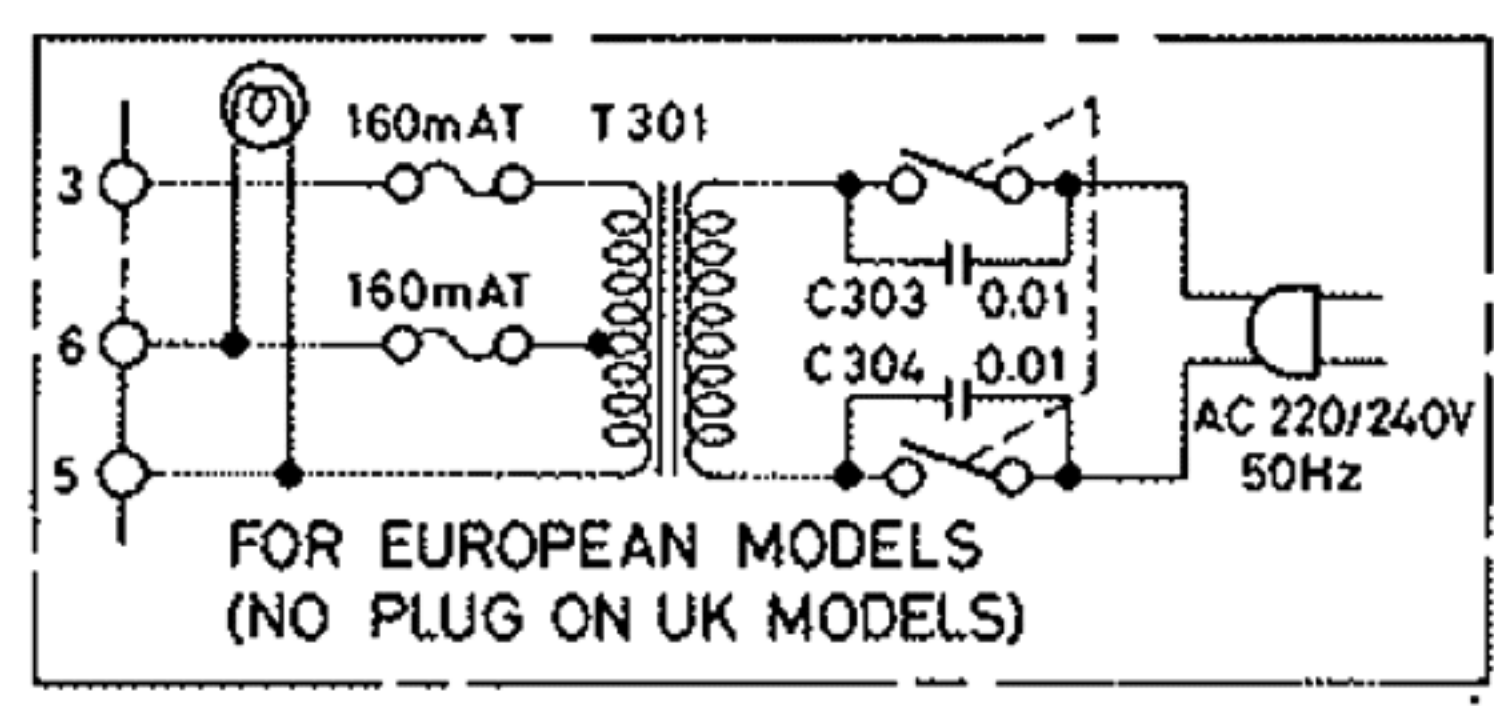 160mAT T301
3
160mAT
C303 0.01
6
C304 0.01
AC 220/240V
5
50Hz
FOR EUROPEAN MODELS
(NO PLUG ON UK MODELS)